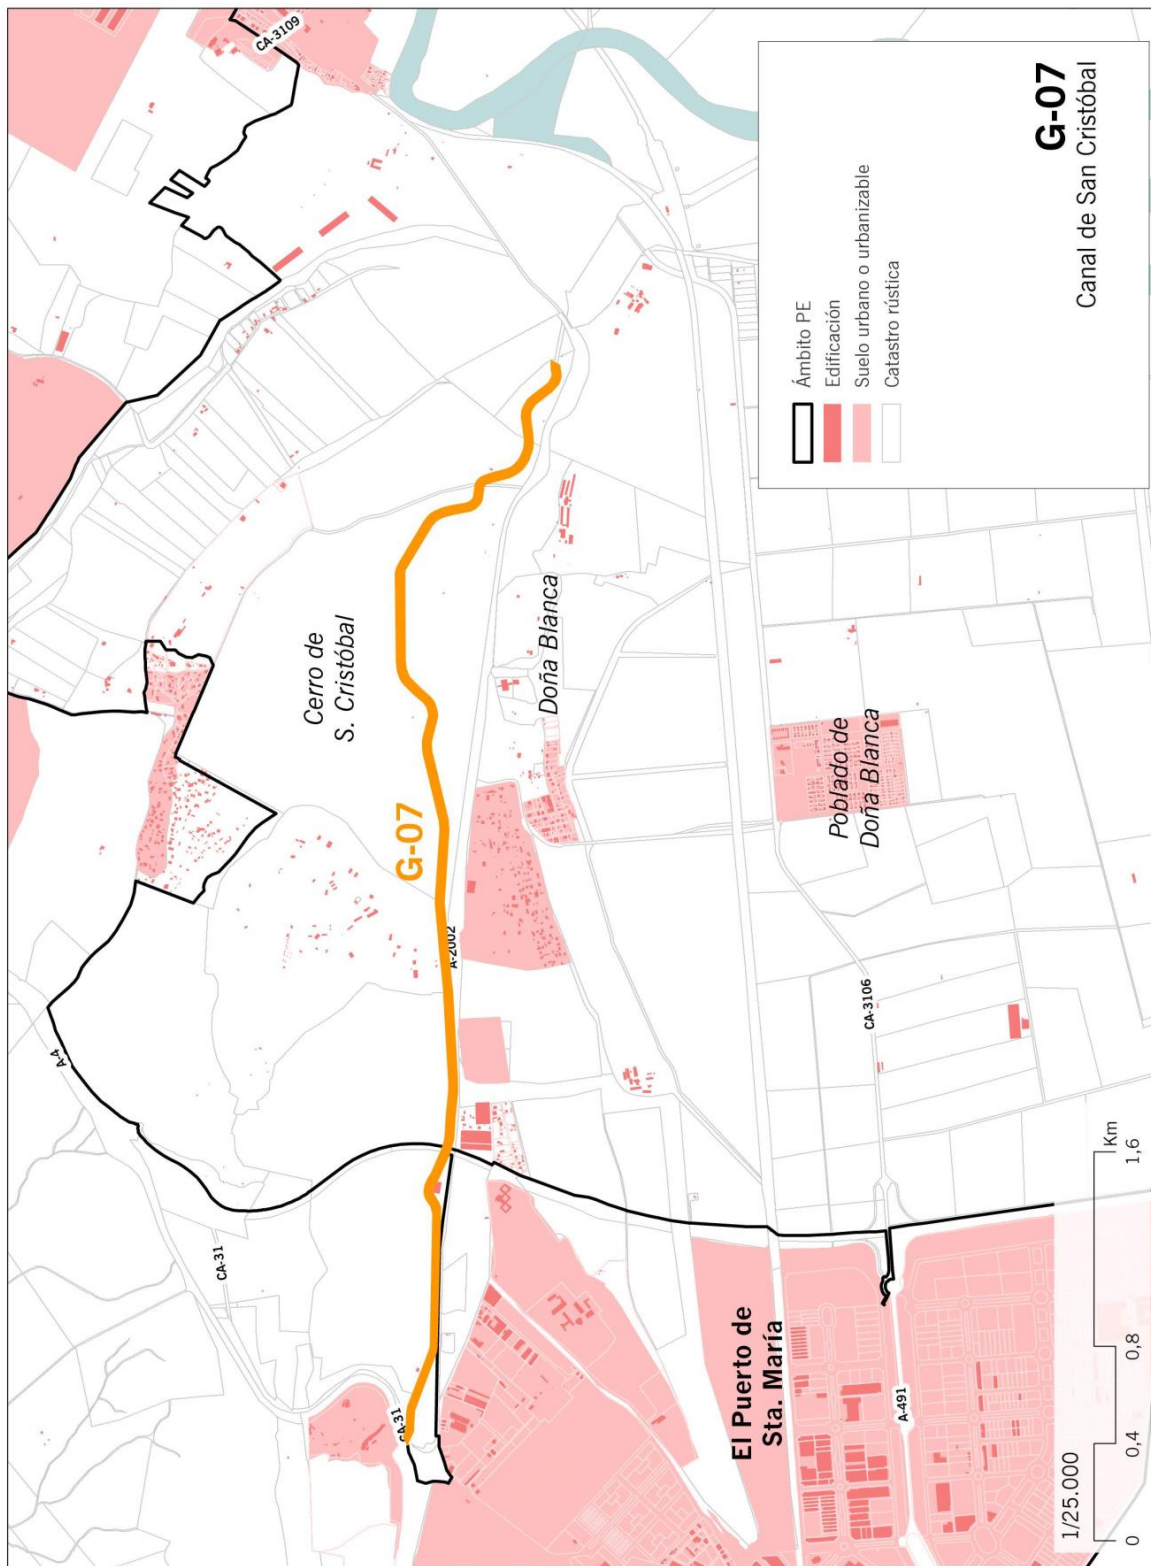 CA-3109
A-4
CA-31
CA-31
Cerro de
S. Cristóbal
G-07
A-2002
Doña Blanca
Poblado de
Doña Blanca
CA-3106
El Puerto de
Sta. María
A-491
1/25.000
0
0,4
0,8
1,6
Km
Ámbito PE
Edificación
Suelo urbano o urbanizable
Catastro rústica
G-07
Canal de San Cristóbal